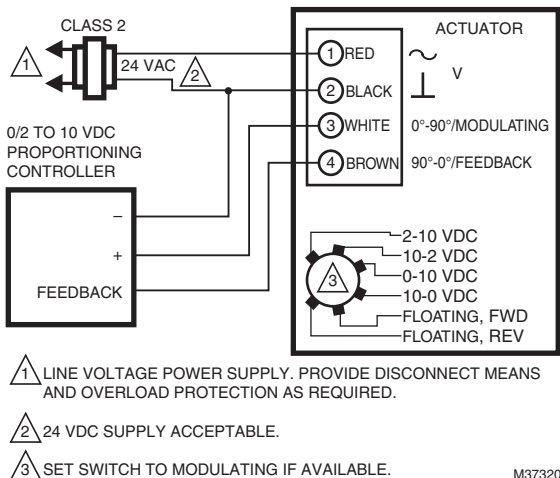 CLASS 2
1
24 VAC
2
0/2 TO 10 VDC
PROPORTIONING
CONTROLLER
–
+
FEEDBACK
ACTUATOR
1 RED
V
2 BLACK
3 WHITE 0°-90°/MODULATING
4 BROWN 90°-0°/FEEDBACK
3
2-10 VDC
10-2 VDC
0-10 VDC
10-0 VDC
FLOATING, FWD
FLOATING, REV
1 LINE VOLTAGE POWER SUPPLY. PROVIDE DISCONNECT MEANS
AND OVERLOAD PROTECTION AS REQUIRED.
2 24 VDC SUPPLY ACCEPTABLE.
3 SET SWITCH TO MODULATING IF AVAILABLE.
M37320